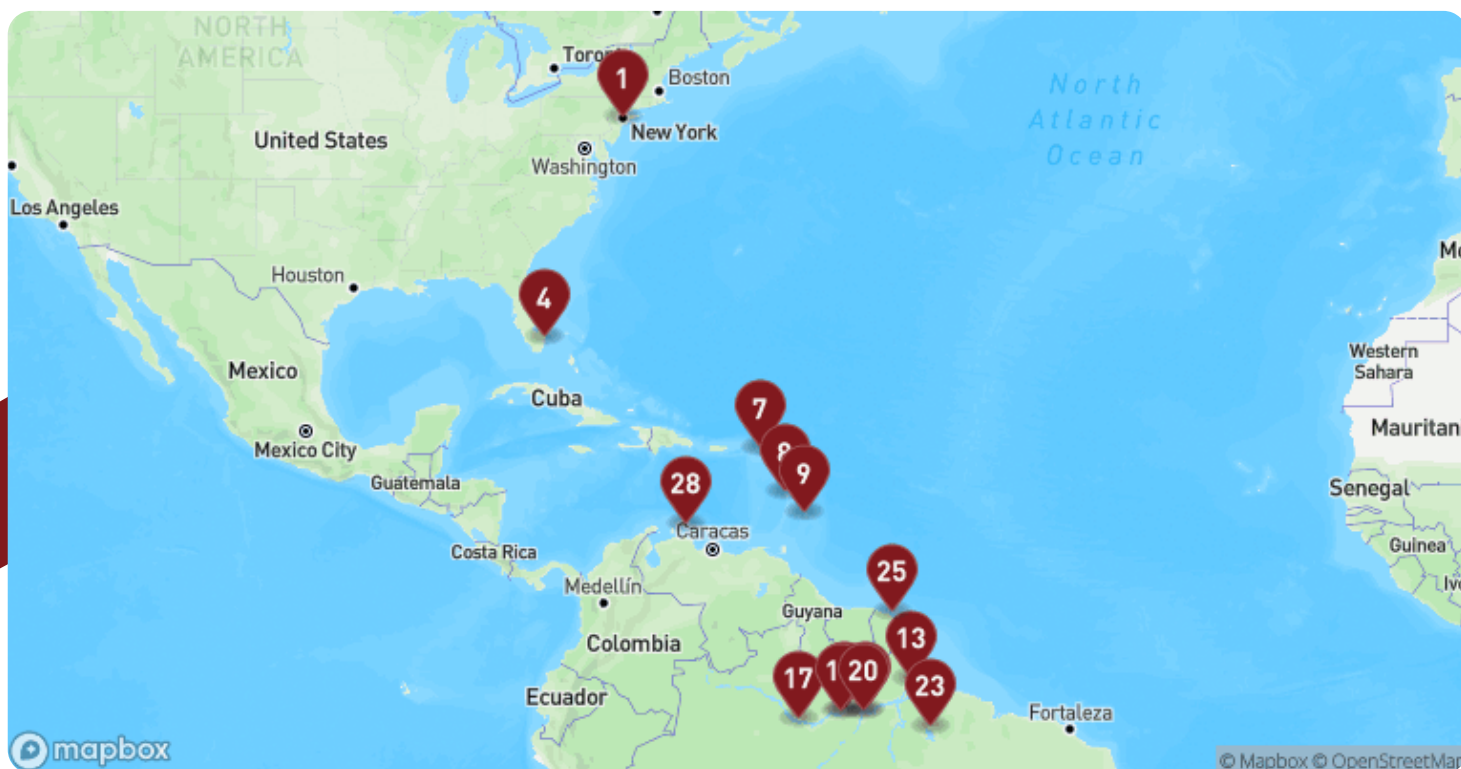 NORTH
AMERICA
Toro
1
Boston
New York
United States
Washington
North
Atlantic
Ocean
Los Angeles
Houston
4
Mexico
Cuba
Mexico City
Guatemala
7
8
9
28
Caracas
Costa Rica
Medellín
Colombia
Ecuador
Guyana
25
13
17
1
20
23
Fortaleza
Western
Sahara
Mauritan
Senegal
Guinea
mapbox
© Mapbox © OpenStreetMap